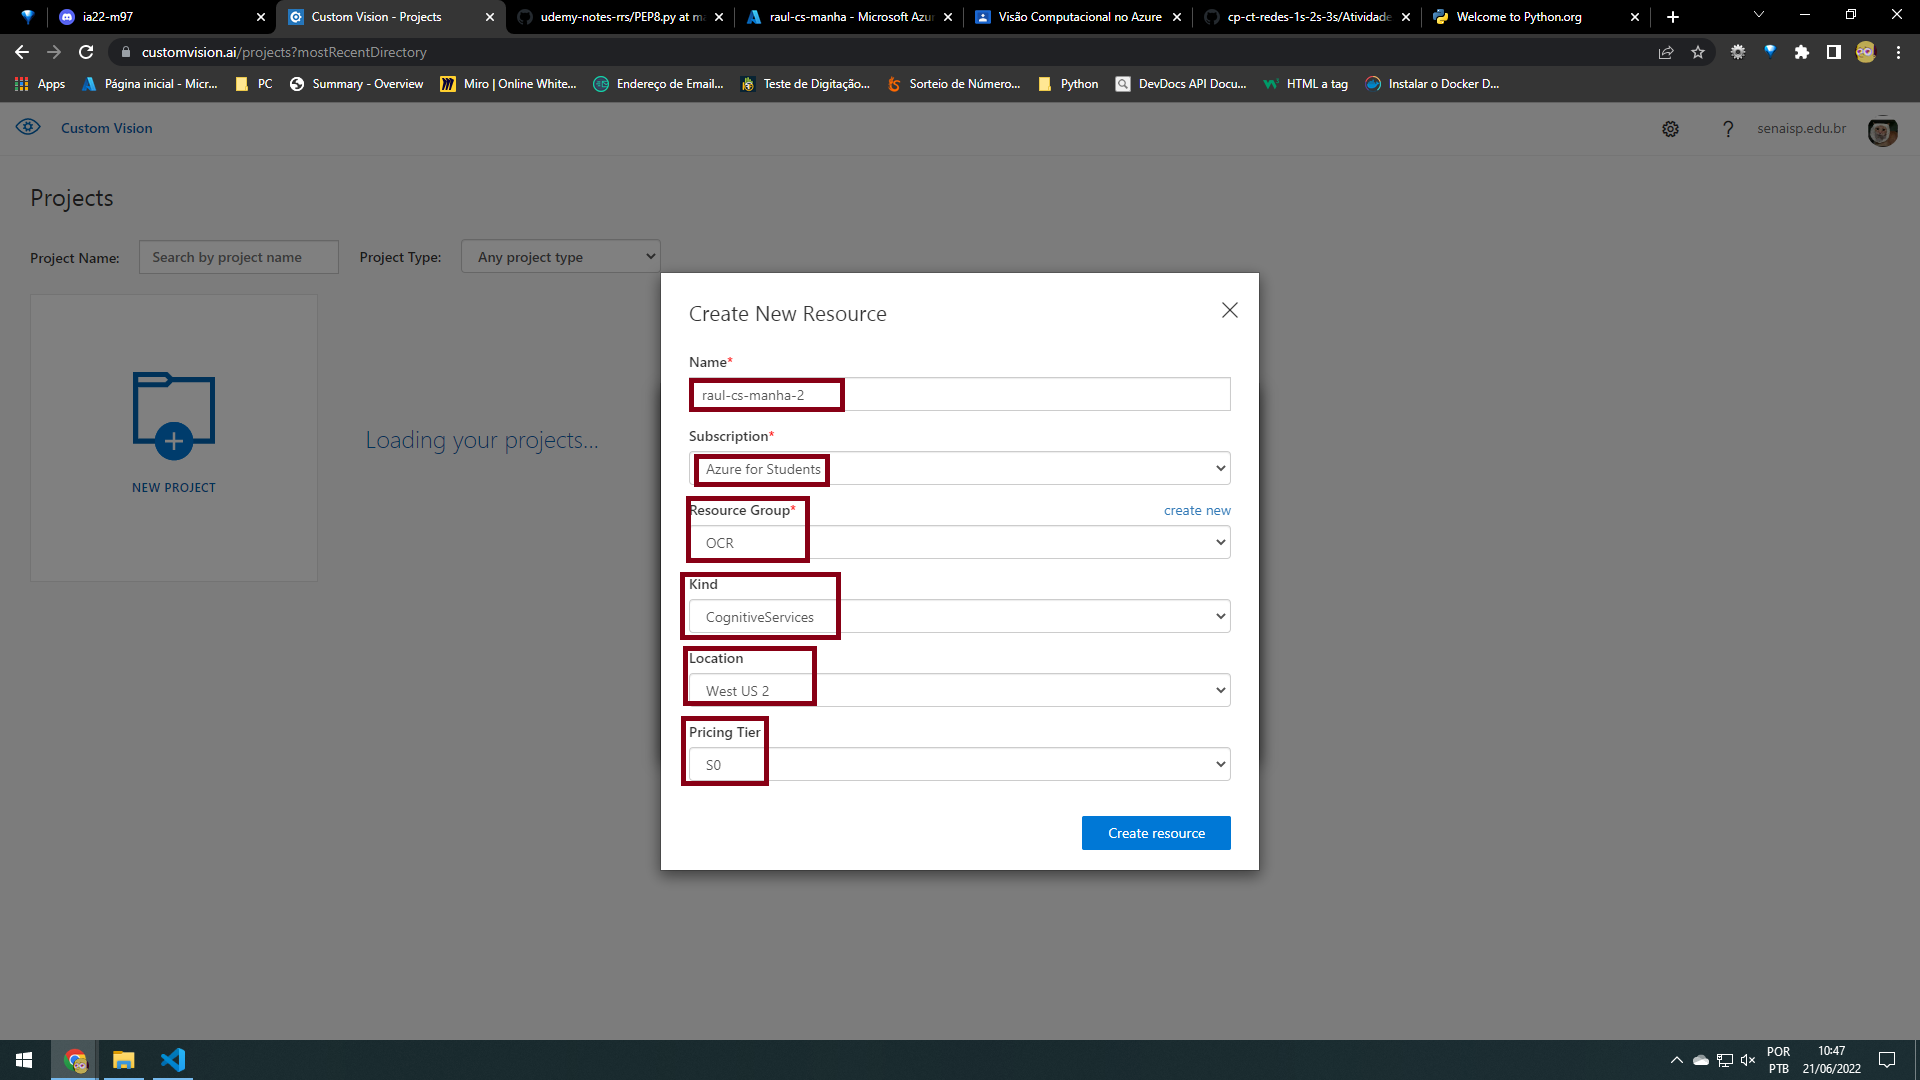 ia22-m97
Custom Vision - Projects
udemy-notes-rrs/PEP8.py at ma
raul-cs-manha - Microsoft Azur
Visão Computacional no Azure
cp-ct-redes-1s-2s-3s/Atividade
Welcome to Python.org
customvision.ai/projects?mostRecentDirectory
Apps
Página inicial - Micr...
PC
Summary - Overview
Miro | Online White...
Endereço de Email...
Teste de Digitação...
Sorteio de Número...
Python
DevDocs API Docu...
HTML a tag
Instalar o Docker D...
Custom Vision
?
senaisp.edu.br
Projects
Project Name:
Search by project name
Project Type:
Any project type
NEW PROJECT
Loading your projects...
Create New Resource
Name*
raul-cs-manha-2
Subscription*
Azure for Students
Resource Group*
create new
OCR
Kind
CognitiveServices
Location
West US 2
Pricing Tier
S0
Create resource
POR
PTB
10:47
21/06/2022